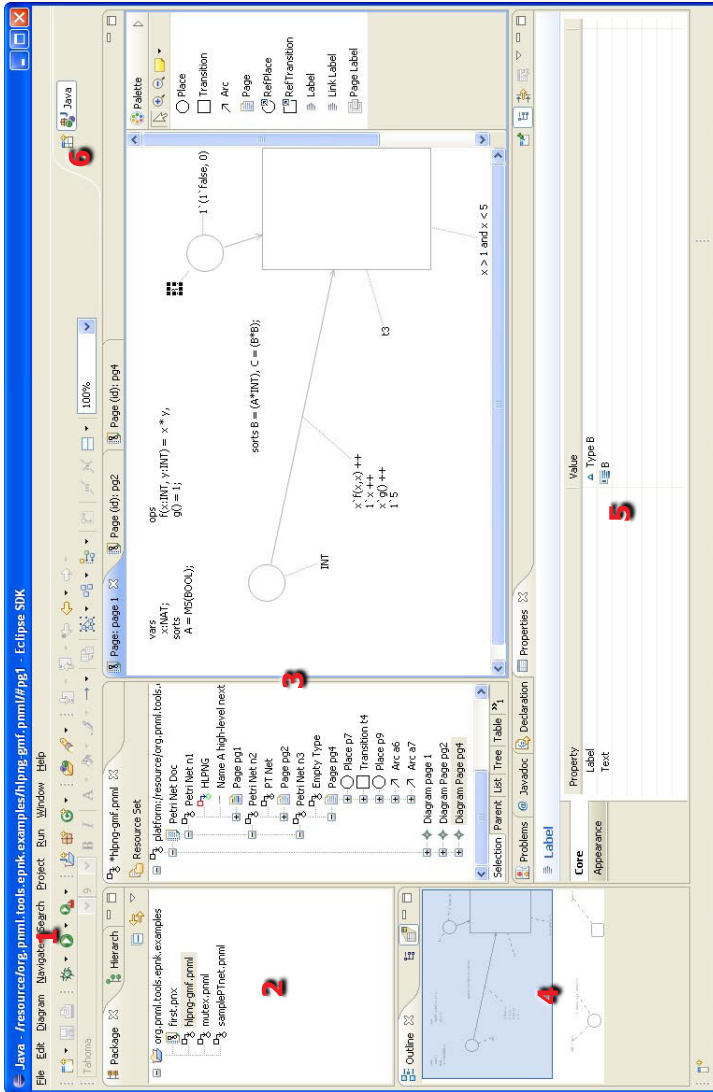 Java - /resource/org.pnml.tools.epnk.examples/hlpng-gmf.pnml/#pg1 - Eclipse SDK
File Edit Diagram Navigate Search Project Run Window Help
1
Tahoma 9 B I A 100%
6
Java
Package Hierarch
org.pnml.tools.epnk.examples
first.pnx
hlpng-gmf.pnml
mutex.pnml
samplePTnet.pnml
2
*hlpng-gmf.pnml
Resource Set
platform:/resource/org.pnml.tools.
Petri Net Doc
Petri Net n1
HLPNG
Name A high-level next
Page pg1
Petri Net n2
PT Net
Page pg2
Petri Net n3
Empty Type
Page pg4
Place p7
Transition t4
Place p9
Arc a6
Arc a7
Diagram page 1
Diagram Page pg2
Diagram Page pg4
Selection Parent List Tree Table »1
3
Page: page 1
Page (id): pg2
Page (id): pg4
vars
x:NAT;
sorts
A = MS(BOOL);
ops
f(x:INT, y:INT) = x * y,
g() = 1;
sorts B = (A*INT), C = (B*B);
1`(1`false, 0)
INT
x`f(x,x) ++
1`x ++
x`g() ++
1`5
t3
x > 1 and x < 5
Palette
Place
Transition
Arc
Page
RefPlace
RefTransition
Label
Link Label
Page Label
Outline
4
Problems @ Javadoc Declaration Properties
Label
Core
Appearance
Property Value
Label Type B
Text B
5